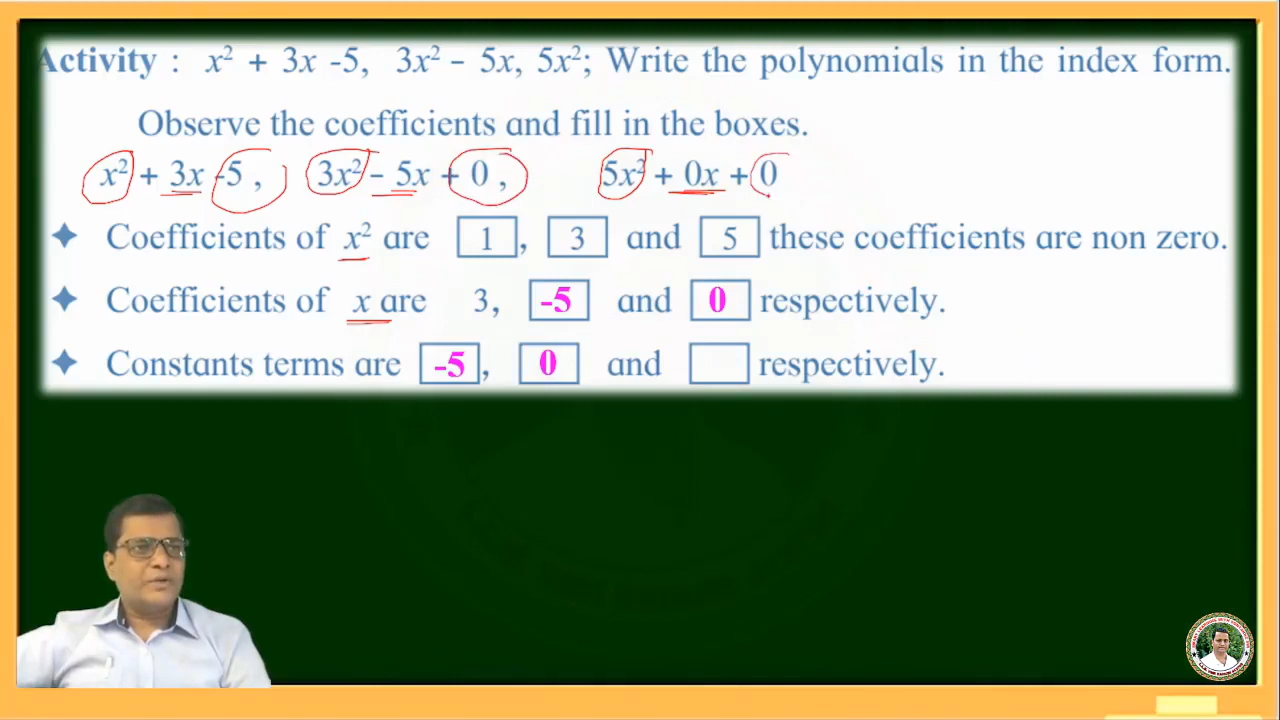 Activity : x² + 3x -5, 3x² – 5x, 5x²; Write the polynomials in the index form.
Observe the coefficients and fill in the boxes.
x² + 3x -5 , 3x² – 5x + 0 , 5x² + 0x + 0
✦ Coefficients of x² are 1 , 3 and 5 these coefficients are non zero.
✦ Coefficients of x are 3, -5 and 0 respectively.
✦ Constants terms are -5 , 0 and respectively.